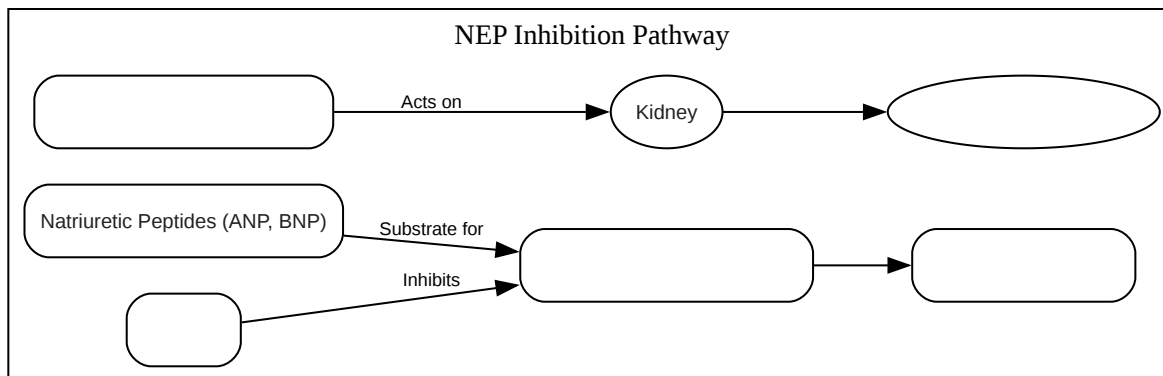 NEP Inhibition Pathway
Acts on
Kidney
Natriuretic Peptides (ANP, BNP)
Substrate for
Inhibits